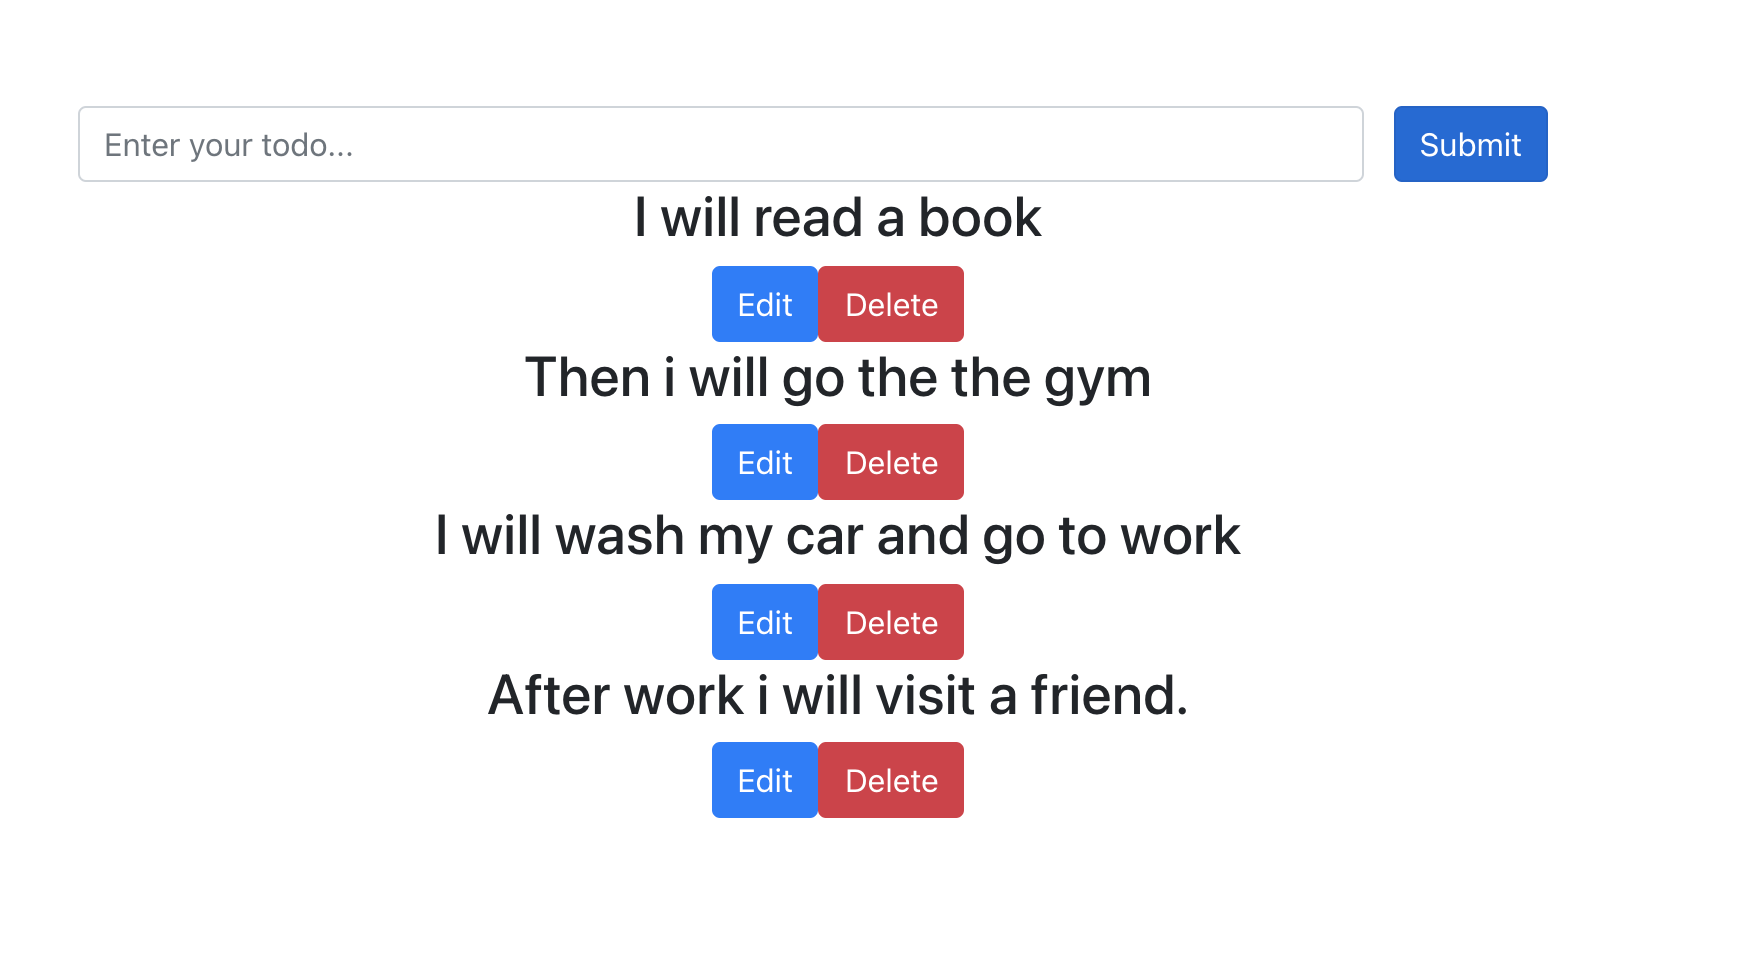 Enter your todo... Submit
I will read a book
Edit Delete
Then i will go the the gym
Edit Delete
I will wash my car and go to work
Edit Delete
After work i will visit a friend.
Edit Delete